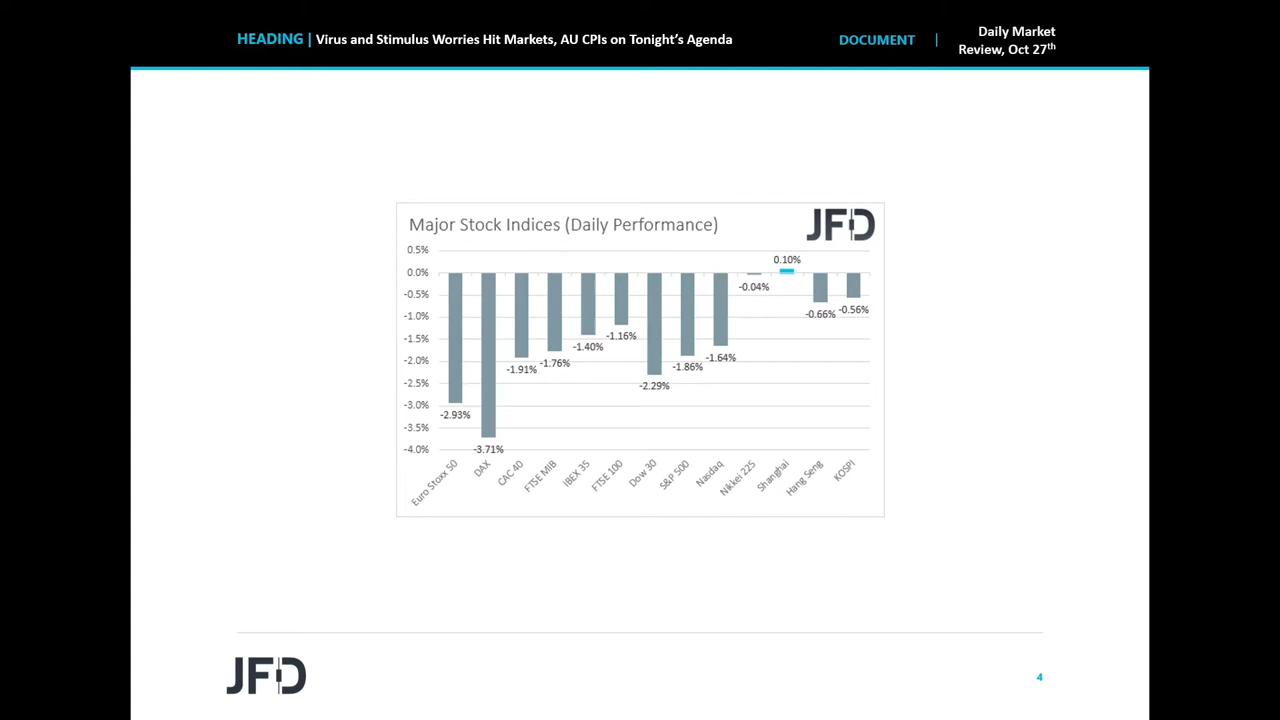 HEADING | Virus and Stimulus Worries Hit Markets, AU CPIs on Tonight's Agenda
DOCUMENT | Daily Market
Review, Oct 27th
Major Stock Indices (Daily Performance)
JFD
0.5%
0.0%
-0.5%
-1.0%
-1.5%
-2.0%
-2.5%
-3.0%
-3.5%
-4.0%
-2.93%
-3.71%
-1.91%
-1.76%
-1.40%
-1.16%
-2.29%
-1.86%
-1.64%
-0.04%
0.10%
-0.66%
-0.56%
Euro Stoxx 50
DAX
CAC 40
FTSE MIB
IBEX 35
FTSE 100
Dow 30
S&P 500
Nasdaq
Nikkei 225
Shanghai
Hang Seng
KOSPI
JFD
4